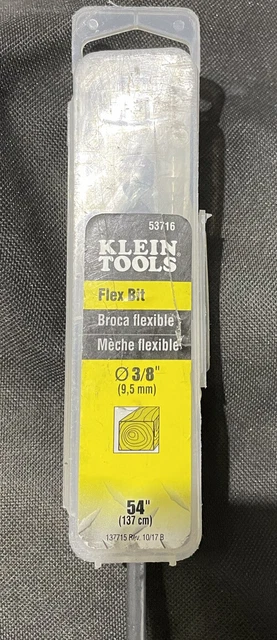 53716
KLEIN
TOOLS
Flex Bit
Broca flexible
Mèche flexible
Ø 3/8"
(9,5 mm)
54"
(137 cm)
137715 Rev. 10/17 B